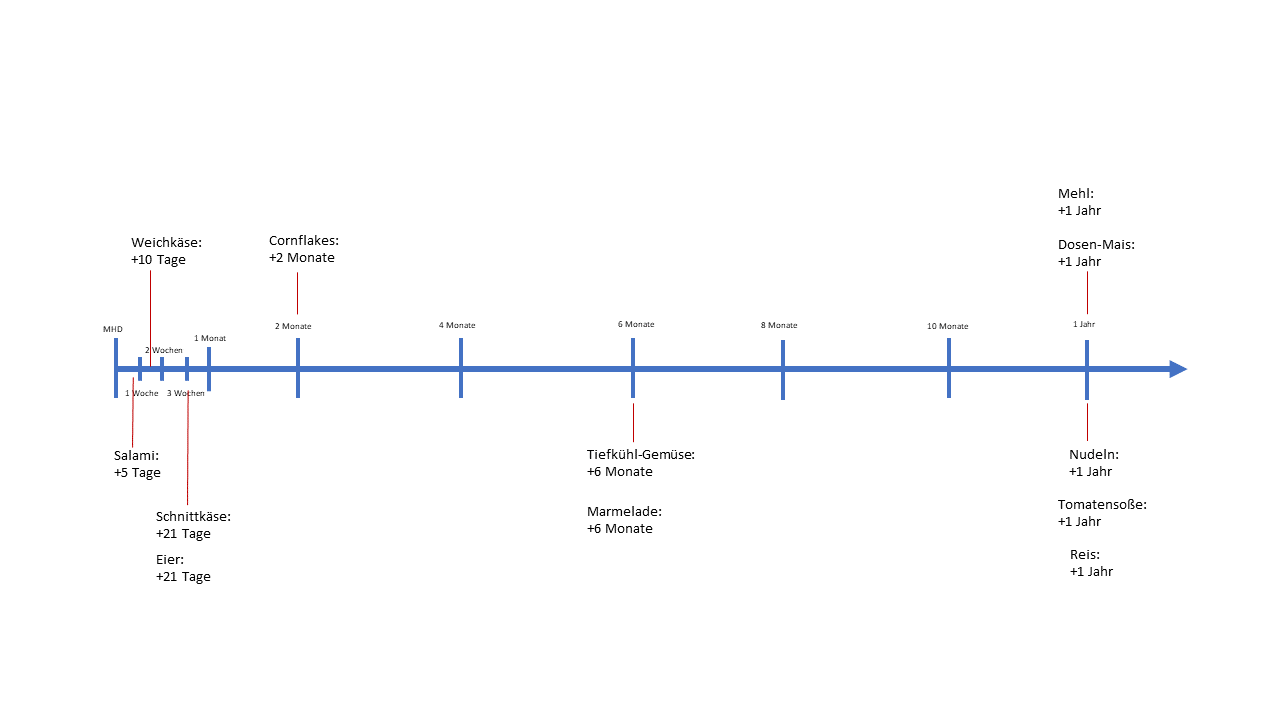 Mehl:
+1 Jahr
Weichkäse:
+10 Tage
Cornflakes:
+2 Monate
Dosen-Mais:
+1 Jahr
MHD
2 Wochen
1 Monat
2 Monate
4 Monate
6 Monate
8 Monate
10 Monate
1 Jahr
1 Woche
3 Wochen
Salami:
+5 Tage
Schnittkäse:
+21 Tage
Eier:
+21 Tage
Tiefkühl-Gemüse:
+6 Monate
Marmelade:
+6 Monate
Nudeln:
+1 Jahr
Tomatensoße:
+1 Jahr
Reis:
+1 Jahr